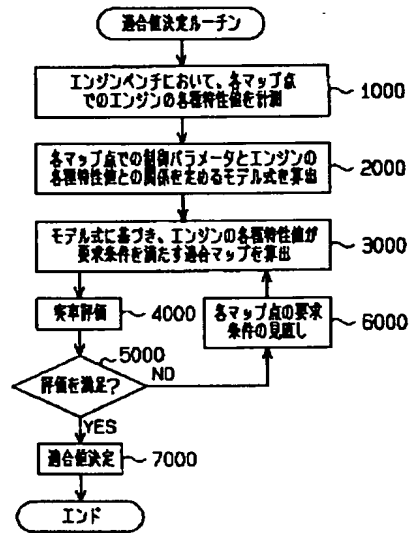 適合値決定ルーチン
エンジンベンチにおいて、各マップ点
でのエンジンの各種特性値を計測
1000
各マップ点での制御パラメータとエンジンの
各種特性値との関係を定めるモデル式を算出
2000
モデル式に基づき、エンジンの各種特性値が
要求条件を満たす適合マップを算出
3000
実車評価
4000
各マップ点の要求
条件の見直し
6000
5000
評価を満足?
NO
YES
適合値決定
7000
エンド